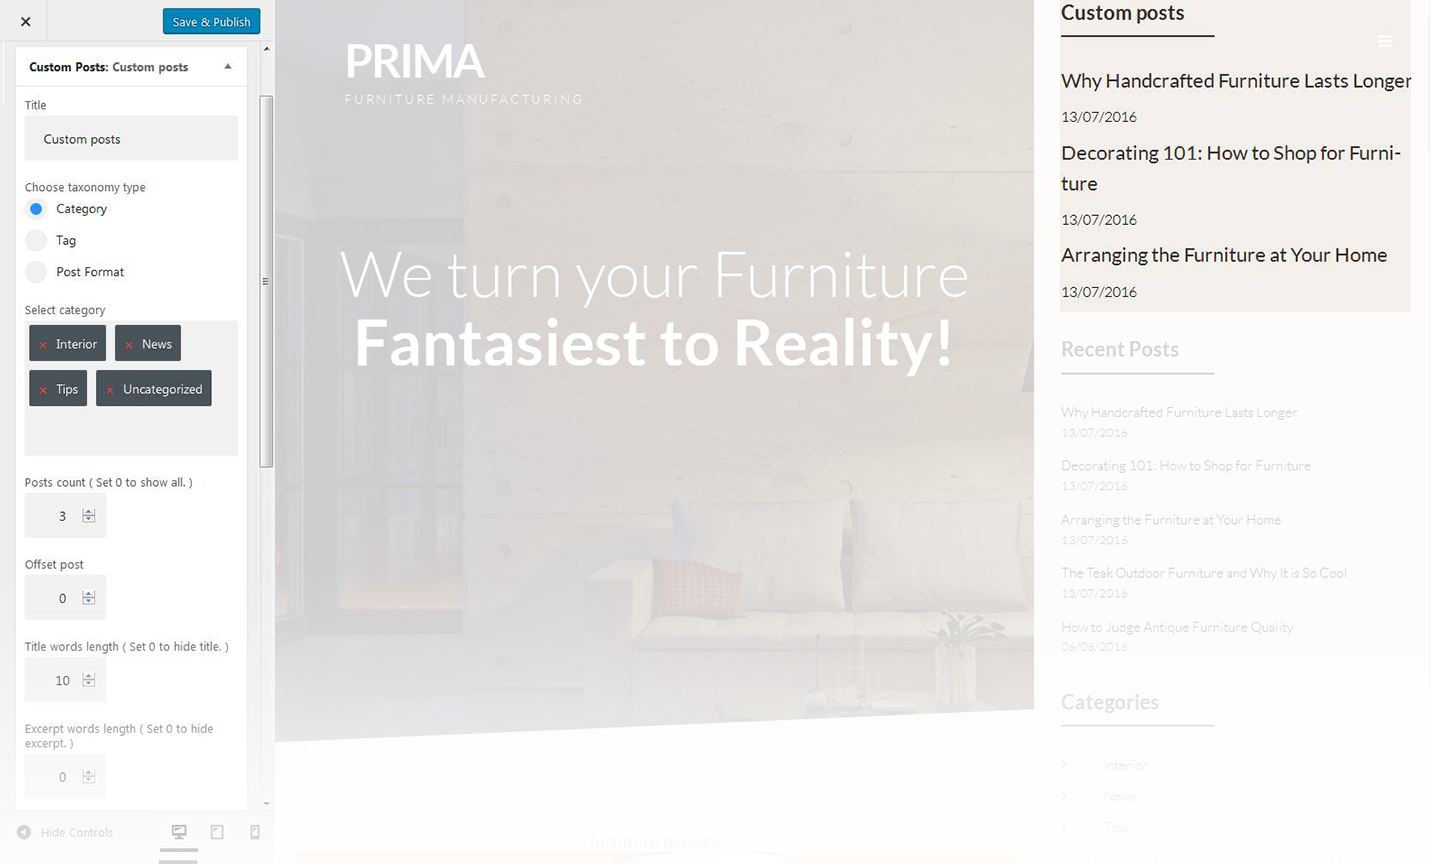 Save & Publish
Custom Posts: Custom posts
Title
Custom posts
Choose taxonomy type
Category
Tag
Post Format
Select category
× Interior × News
× Tips × Uncategorized
Posts count ( Set 0 to show all. )
3
Offset post
0
Title words length ( Set 0 to hide title. )
10
Excerpt words length ( Set 0 to hide
excerpt. )
0
Hide Controls
PRIMA
FURNITURE MANUFACTURING
We turn your Furniture
Fantasiest to Reality!
furniture makers
Custom posts
Why Handcrafted Furniture Lasts Longer
13/07/2016
Decorating 101: How to Shop for Furni-
ture
13/07/2016
Arranging the Furniture at Your Home
13/07/2016
Recent Posts
Why Handcrafted Furniture Lasts Longer
13/07/2016
Decorating 101: How to Shop for Furniture
13/07/2016
Arranging the Furniture at Your Home
13/07/2016
The Teak Outdoor Furniture and Why It is So Cool
13/07/2016
How to Judge Antique Furniture Quality
06/06/2016
Categories
Interior
News
Tips